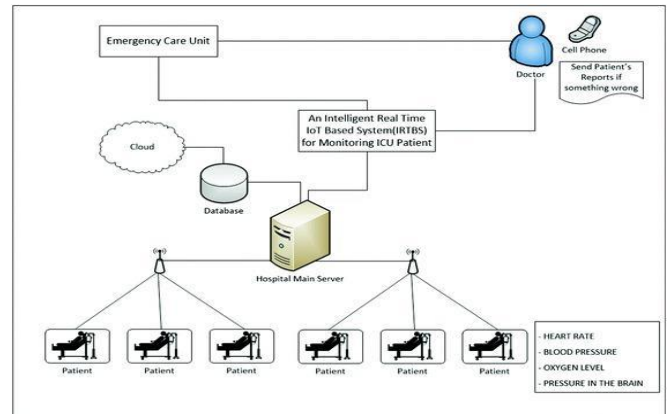 Emergency Care Unit
Cell Phone
Doctor
Send Patient's
Reports if
something wrong
An Intelligent Real Time
IoT Based System(IRTBS)
for Monitoring ICU Patient
Cloud
Database
Hospital Main Server
Patient
Patient
Patient
Patient
Patient
Patient
- HEART RATE
- BLOOD PRESSURE
- OXYGEN LEVEL
- PRESSURE IN THE BRAIN